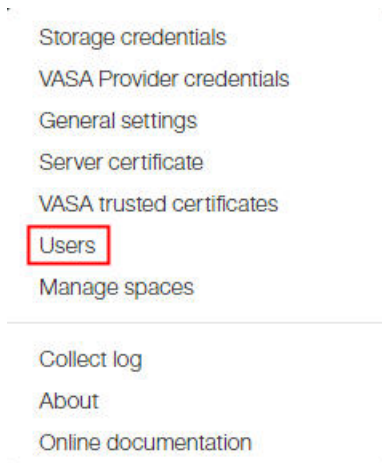 Storage credentials
VASA Provider credentials
General settings
Server certificate
VASA trusted certificates
Users
Manage spaces
Collect log
About
Online documentation